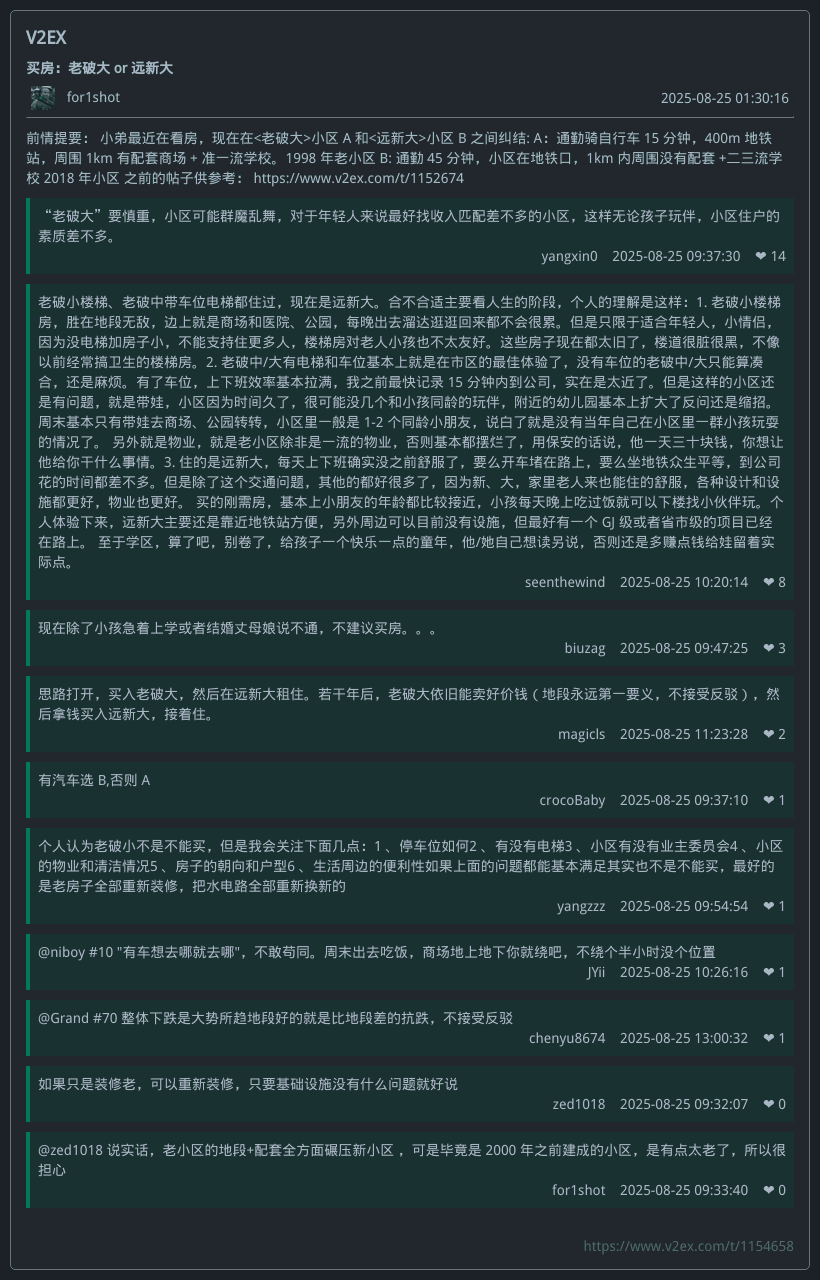 V2EX
买房：老破大 or 远新大
for1shot
2025-08-25 01:30:16
前情提要： 小弟最近在看房，现在在<老破大>小区 A 和<远新大>小区 B 之间纠结: A：通勤骑自行车 15 分钟，400m 地铁
站，周围 1km 有配套商场 + 准一流学校。1998 年老小区 B: 通勤 45 分钟，小区在地铁口，1km 内周围没有配套 +二三流学
校 2018 年小区 之前的帖子供参考： https://www.v2ex.com/t/1152674
“老破大”要慎重，小区可能群魔乱舞，对于年轻人来说最好找收入匹配差不多的小区，这样无论孩子玩伴，小区住户的
素质差不多。
yangxin0 2025-08-25 09:37:30 ❤ 14
老破小楼梯、老破中带车位电梯都住过，现在是远新大。合不合适主要看人生的阶段，个人的理解是这样：1. 老破小楼梯
房，胜在地段无敌，边上就是商场和医院、公园，每晚出去溜达逛逛回来都不会很累。但是只限于适合年轻人，小情侣，
因为没电梯加房子小，不能支持住更多人，楼梯房对老人小孩也不太友好。这些房子现在都太旧了，楼道很脏很黑，不像
以前经常搞卫生的楼梯房。2. 老破中/大有电梯和车位基本上就是在市区的最佳体验了，没有车位的老破中/大只能算凑
合，还是麻烦。有了车位，上下班效率基本拉满，我之前最快记录 15 分钟内到公司，实在是太近了。但是这样的小区还
是有问题，就是带娃，小区因为时间久了，很可能没几个和小孩同龄的玩伴，附近的幼儿园基本上扩大了反问还是缩招。
周末基本只有带娃去商场、公园转转，小区里一般是 1-2 个同龄小朋友，说白了就是没有当年自己在小区里一群小孩玩耍
的情况了。 另外就是物业，就是老小区除非是一流的物业，否则基本都摆烂了，用保安的话说，他一天三十块钱，你想让
他给你干什么事情。3. 住的是远新大，每天上下班确实没之前舒服了，要么开车堵在路上，要么坐地铁众生平等，到公司
花的时间都差不多。但是除了这个交通问题，其他的都好很多了，因为新、大，家里老人来也能住的舒服，各种设计和设
施都更好，物业也更好。 买的刚需房，基本上小朋友的年龄都比较接近，小孩每天晚上吃过饭就可以下楼找小伙伴玩。个
人体验下来，远新大主要还是靠近地铁站方便，另外周边可以目前没有设施，但最好有一个 GJ 级或者省市级的项目已经
在路上。 至于学区，算了吧，别卷了，给孩子一个快乐一点的童年，他/她自己想读另说，否则还是多赚点钱给娃留着实
际点。
seenthewind 2025-08-25 10:20:14 ❤ 8
现在除了小孩急着上学或者结婚丈母娘说不通，不建议买房。。。
biuzag 2025-08-25 09:47:25 ❤ 3
思路打开，买入老破大，然后在远新大租住。若干年后，老破大依旧能卖好价钱（地段永远第一要义，不接受反驳），然
后拿钱买入远新大，接着住。
magicls 2025-08-25 11:23:28 ❤ 2
有汽车选 B,否则 A
crocoBaby 2025-08-25 09:37:10 ❤ 1
个人认为老破小不是不能买，但是我会关注下面几点：1 、停车位如何2 、有没有电梯3 、小区有没有业主委员会4 、小区
的物业和清洁情况5 、房子的朝向和户型6 、生活周边的便利性如果上面的问题都能基本满足其实也不是不能买，最好的
是老房子全部重新装修，把水电路全部重新换新的
yangzzz 2025-08-25 09:54:54 ❤ 1
@niboy #10 "有车想去哪就去哪"，不敢苟同。周末出去吃饭，商场地上地下你就绕吧，不绕个半小时没个位置
JYii 2025-08-25 10:26:16 ❤ 1
@Grand #70 整体下跌是大势所趋地段好的就是比地段差的抗跌，不接受反驳
chenyu8674 2025-08-25 13:00:32 ❤ 1
如果只是装修老，可以重新装修，只要基础设施没有什么问题就好说
zed1018 2025-08-25 09:32:07 ❤ 0
@zed1018 说实话，老小区的地段+配套全方面碾压新小区 ，可是毕竟是 2000 年之前建成的小区，是有点太老了，所以很
担心
for1shot 2025-08-25 09:33:40 ❤ 0
https://www.v2ex.com/t/1154658